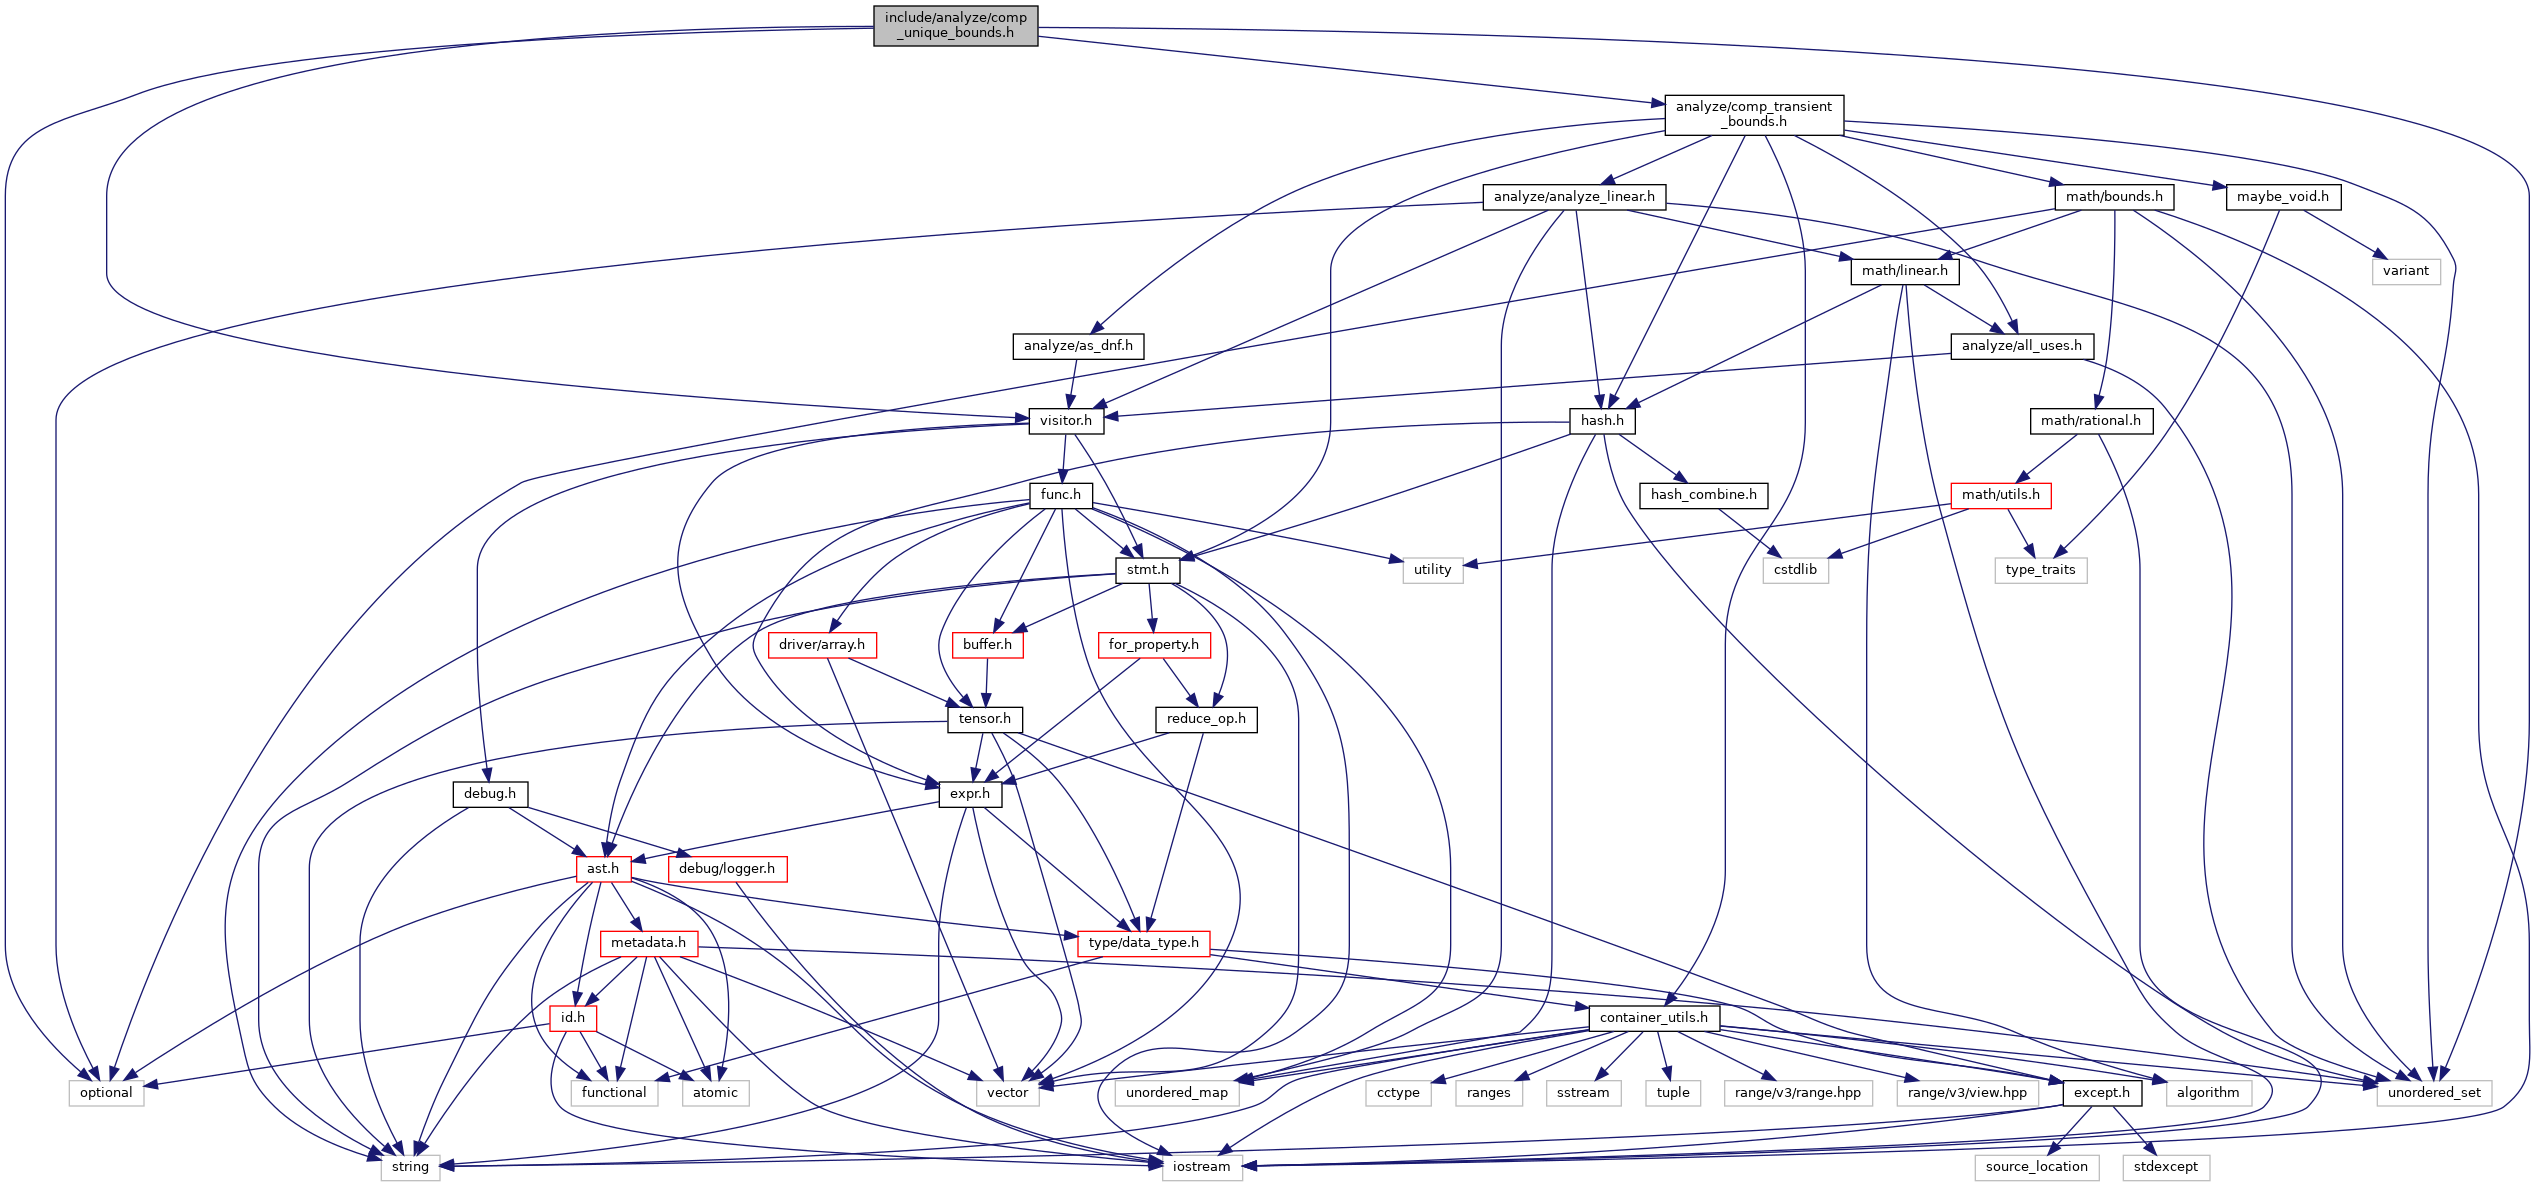 include/analyze/comp
_unique_bounds.h
analyze/comp_transient
_bounds.h
analyze/analyze_linear.h
math/bounds.h
maybe_void.h
math/linear.h
variant
analyze/as_dnf.h
analyze/all_uses.h
visitor.h
hash.h
math/rational.h
func.h
hash_combine.h
math/utils.h
stmt.h
utility
cstdlib
type_traits
driver/array.h
buffer.h
for_property.h
tensor.h
reduce_op.h
debug.h
expr.h
ast.h
debug/logger.h
metadata.h
type/data_type.h
id.h
container_utils.h
optional
functional
atomic
vector
unordered_map
cctype
ranges
sstream
tuple
range/v3/range.hpp
range/v3/view.hpp
except.h
algorithm
unordered_set
string
iostream
source_location
stdexcept